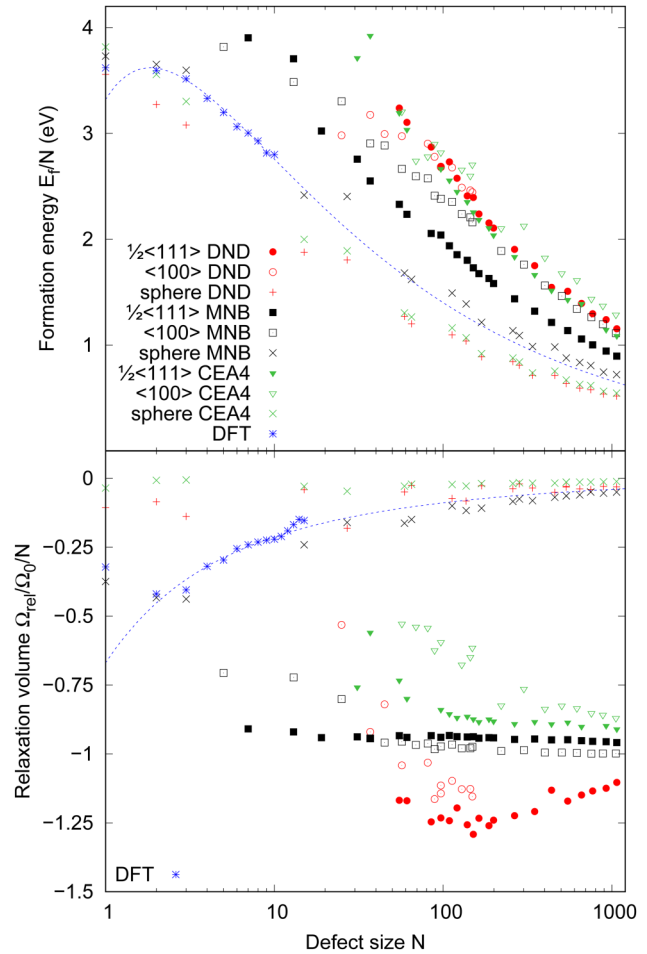 Formation energy E_f/N (eV)
4
3
2
1
½<111> DND
<100> DND
sphere DND
½<111> MNB
<100> MNB
sphere MNB
½<111> CEA4
<100> CEA4
sphere CEA4
DFT
Relaxation volume Ω_rel/Ω_0/N
0
−0.25
−0.5
−0.75
−1
−1.25
−1.5
DFT
1
10
100
1000
Defect size N